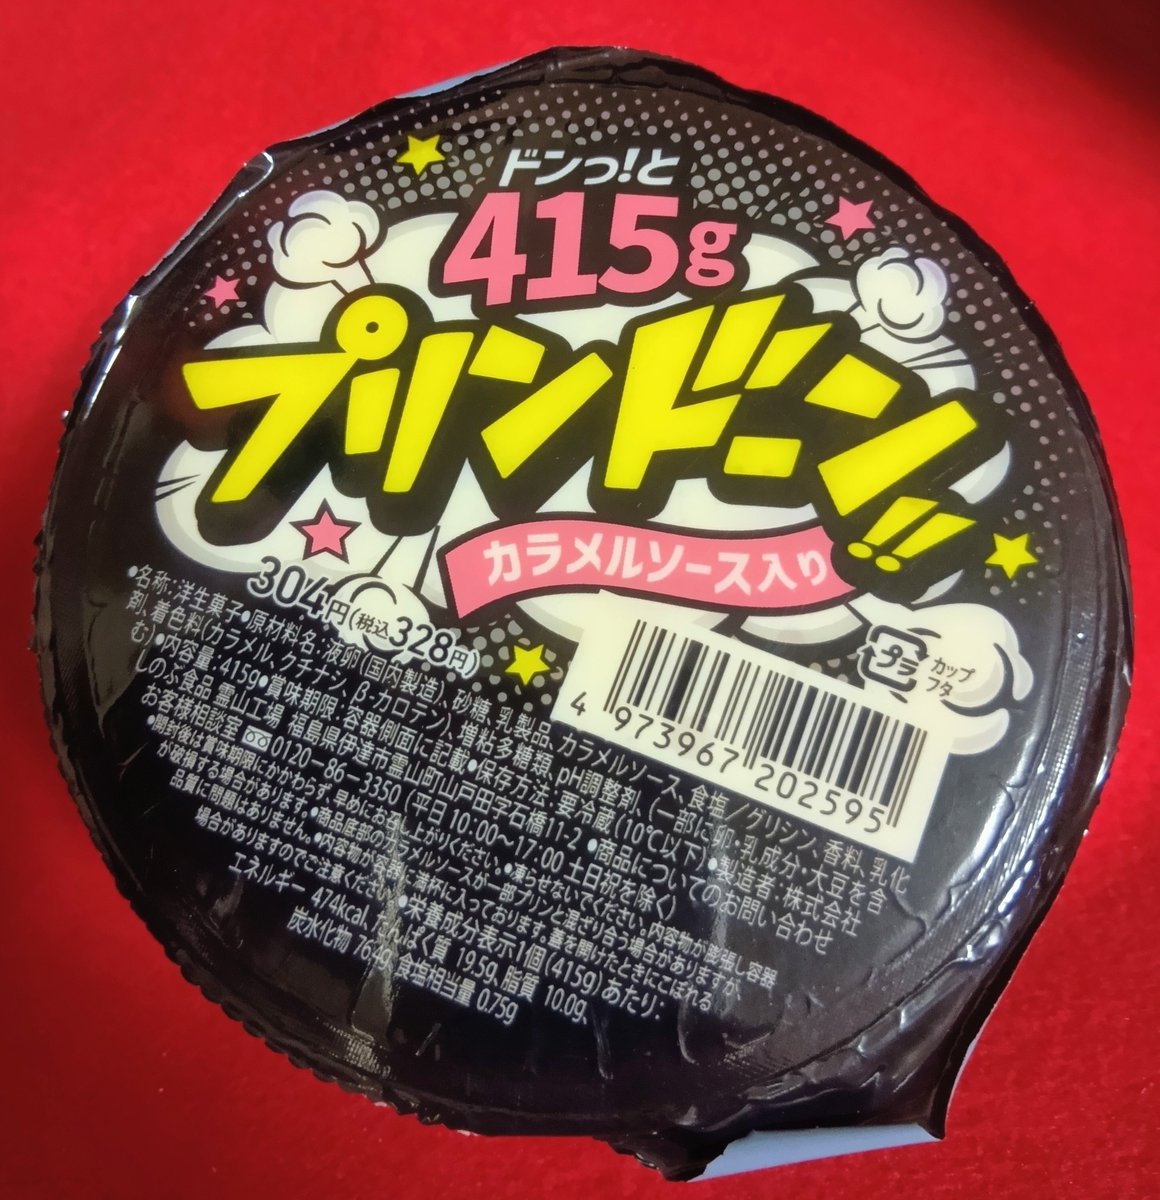 ドンっ!と
415g
プリンドーン!!
カラメルソース入り
304円(税込328円)
プラ
カップ
フタ
4 973967 202595
●名称:洋生菓子●原材料名:液卵(国内製造)、砂糖、乳製品、カラメルソース、食塩/グリシン、香料、乳化
剤、着色料(カラメル、クチナシ、β-カロテン)、増粘多糖類、pH調整剤、(一部に卵・乳成分・大豆を含
む)●内容量:415g●賞味期限:容器側面に記載●保存方法:要冷蔵(10℃以下)●製造者:株式会社
しのぶ食品 霊山工場 福島県伊達市霊山町山戸田字石橋11-2 ●商品についてのお問い合わせ
お客様相談室 0120-86-3350(平日10:00~17:00 土日祝を除く)
●開封後は賞味期限にかかわらず、早めにお召し上がりください。●凍らせないでください。内容物が膨張し容器
が破損する場合があります。●商品底部のカラメルソースが一部プリンと混ざり合う場合がありますが、
品質に問題はありません。●内容物が容器に満杯に入っております。蓋を開けたときにこぼれる
場合がありますのでご注意ください。●栄養成分表示1個(415g)あたり:
エネルギー 474kcal、たんぱく質 19.5g、脂質 10.0g、
炭水化物 76.4g、食塩相当量 0.75g